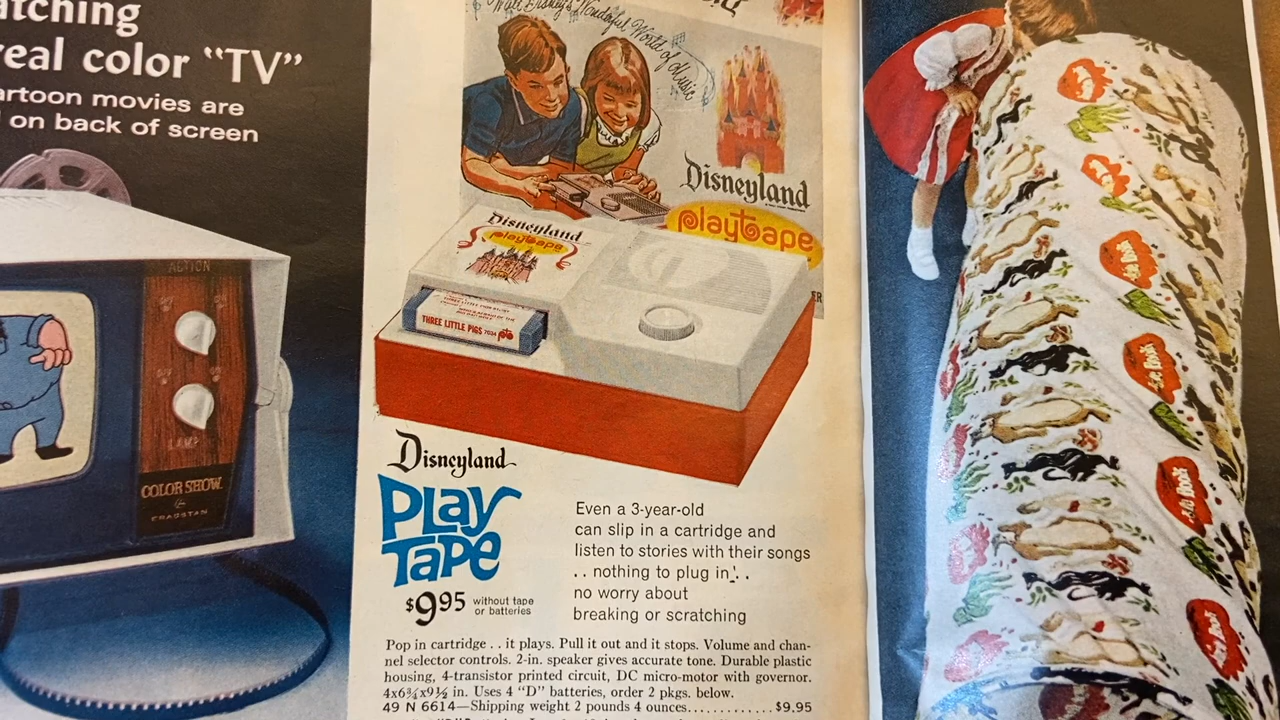 atching
real color “TV”
artoon movies are
on back of screen
ACTION
LAMP
COLOR SHOW
CRAGSTAN
Walt Disney's Wonderful World of Music
Disneyland
playtape
Disneyland
playtape
THREE LITTLE PIGS 7024
Disneyland
PLAY
TAPE
$9.95 without tape
or batteries
Even a 3-year-old
can slip in a cartridge and
listen to stories with their songs
. . nothing to plug in . .
no worry about
breaking or scratching
Pop in cartridge . . it plays. Pull it out and it stops. Volume and chan-
nel selector controls. 2-in. speaker gives accurate tone. Durable plastic
housing, 4-transistor printed circuit, DC micro-motor with governor.
4x6¾x9½ in. Uses 4 “D” batteries, order 2 pkgs. below.
49 N 6614—Shipping weight 2 pounds 4 ounces............$9.95